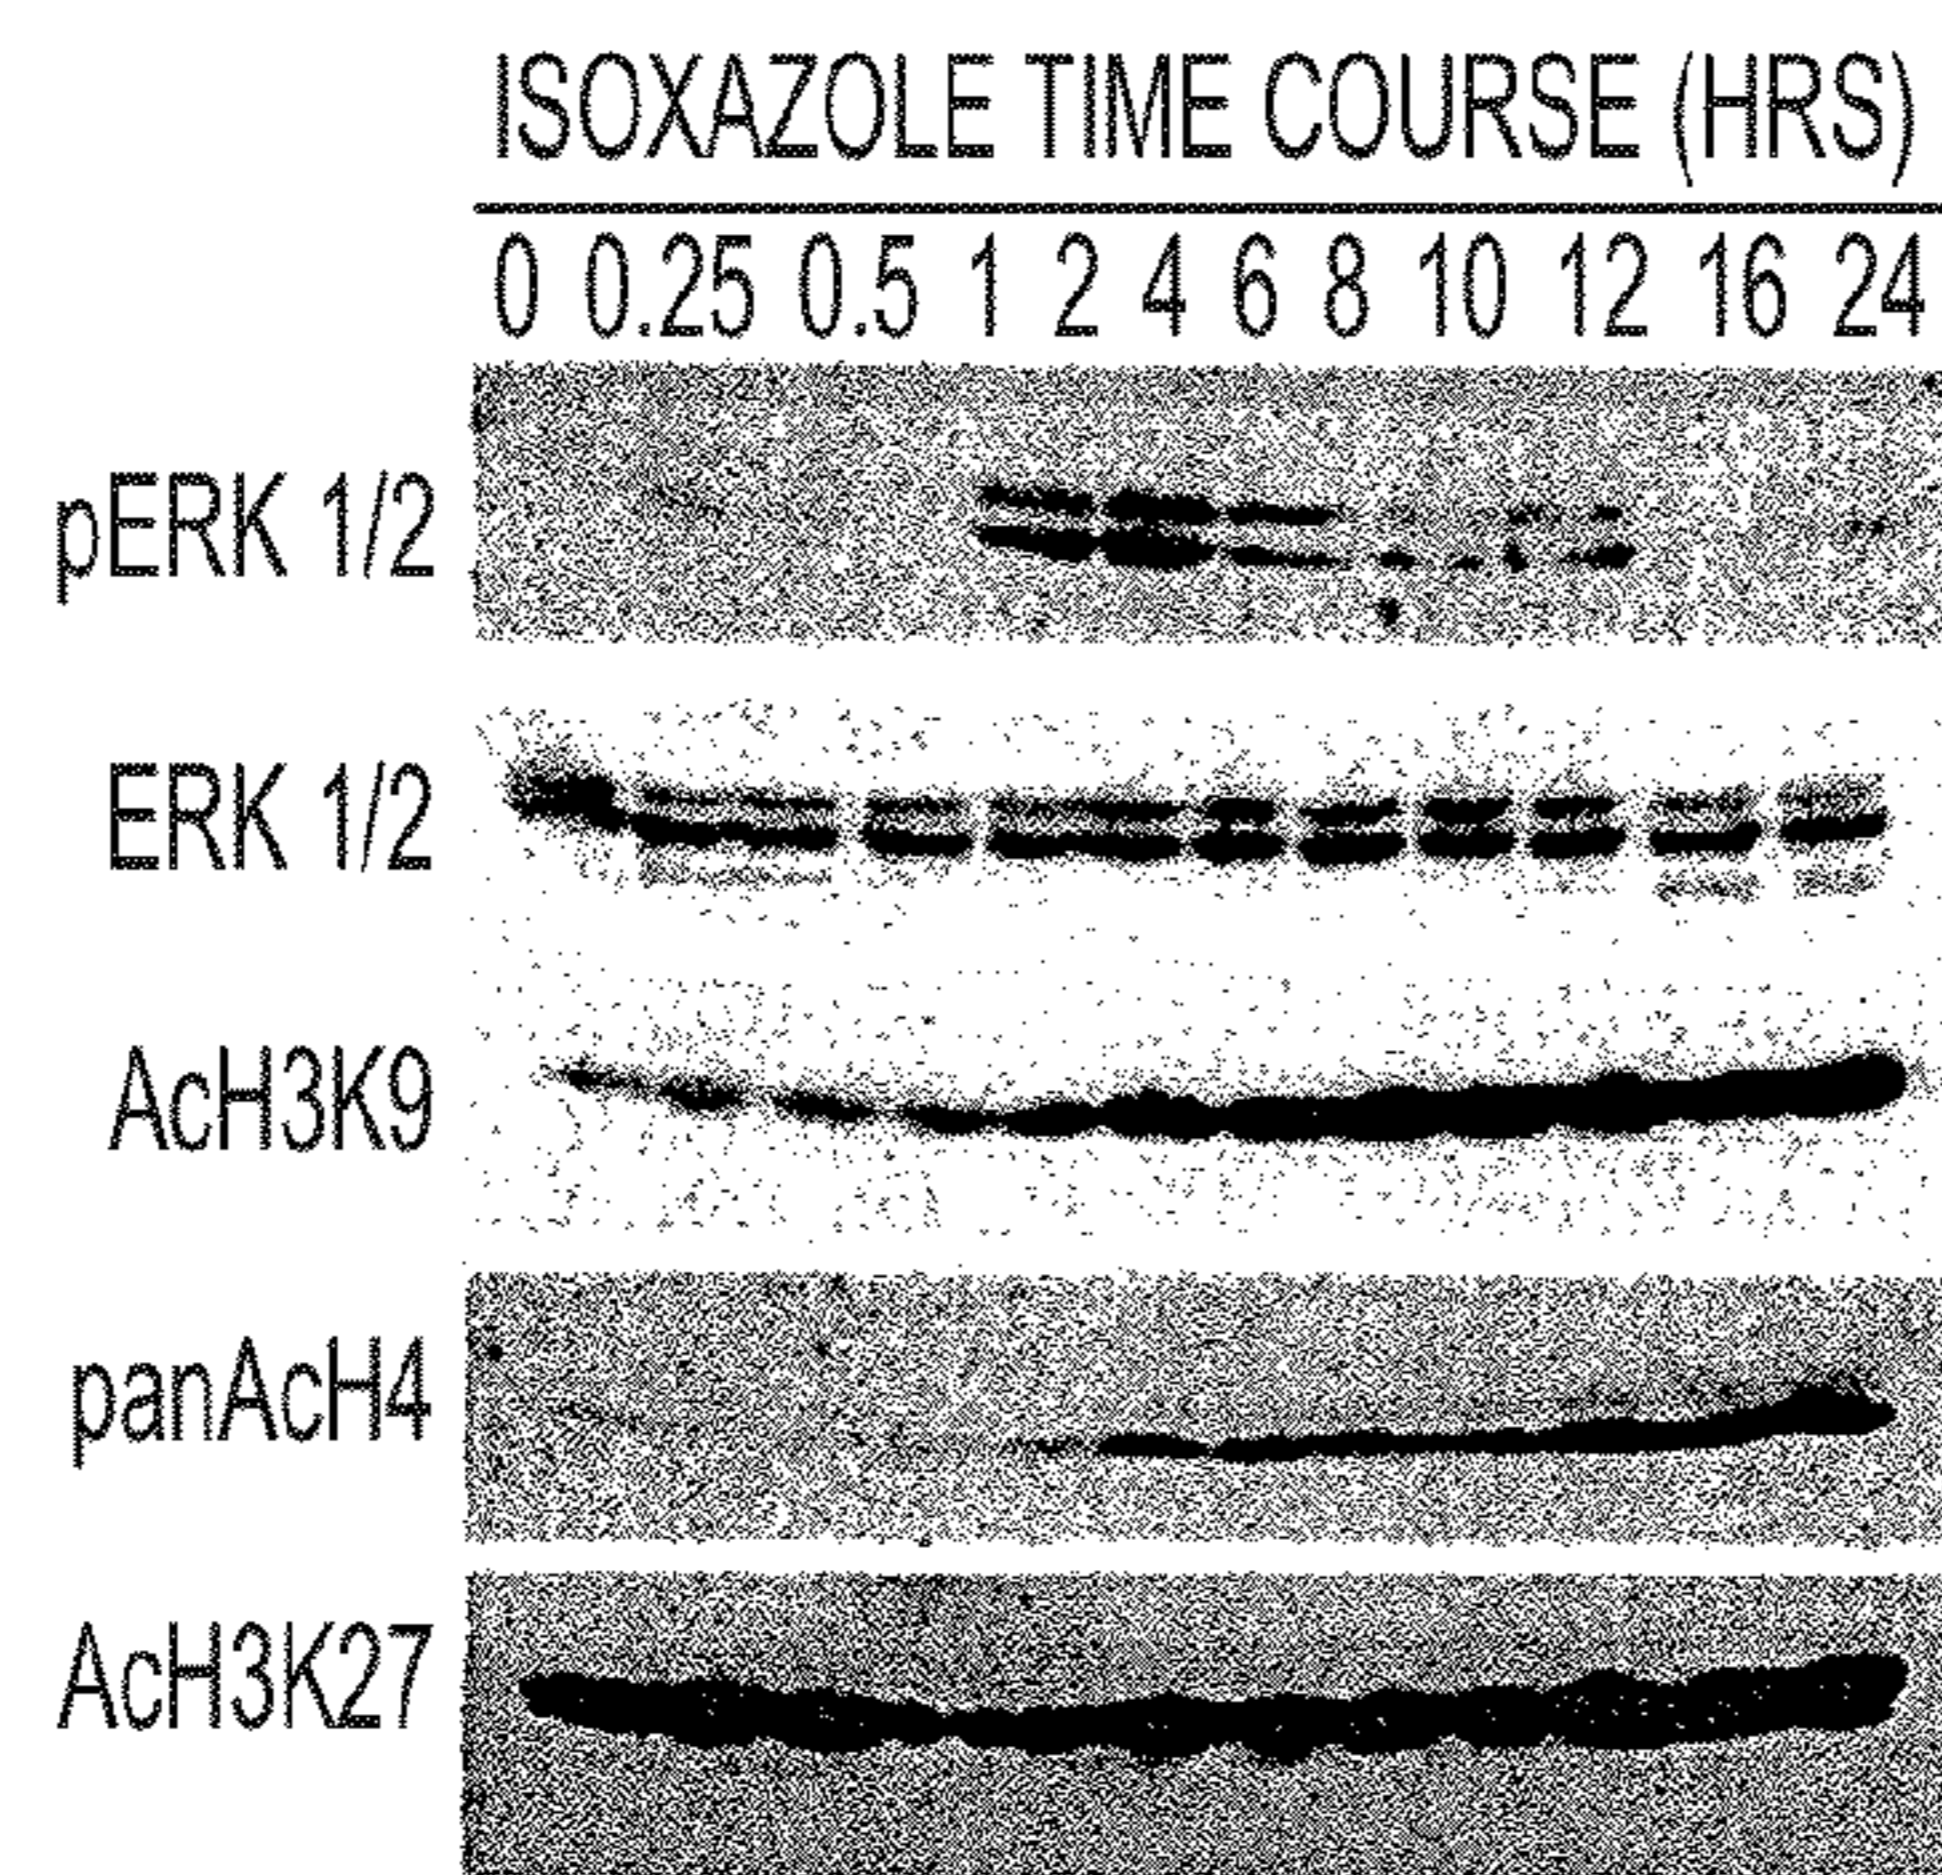 ISOXAZOLE TIME COURSE (HRS)
0 0.25 0.5 1 2 4 6 8 10 12 16 24
pERK 1/2
ERK 1/2
AcH3K9
panAcH4
AcH3K27